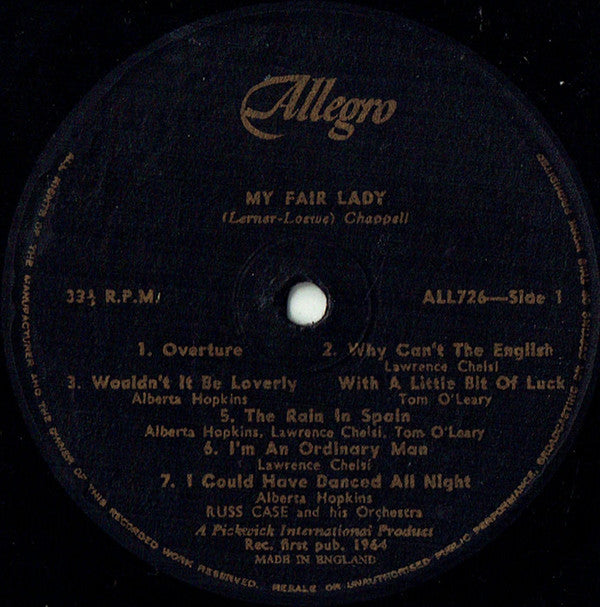 Allegro
MY FAIR LADY
(Lerner-Loewe) Chappell
33⅓ R.P.M.
ALL726—Side 1
1. Overture 2. Why Can't The English
Lawrence Chelsi
3. Wouldn't It Be Loverly With A Little Bit Of Luck
Alberta Hopkins Tom O'Leary
5. The Rain In Spain
Alberta Hopkins, Lawrence Chelsi, Tom O'Leary
6. I'm An Ordinary Man
Lawrence Chelsi
7. I Could Have Danced All Night
Alberta Hopkins
RUSS CASE and his Orchestra
A Pickwick International Product
Rec. first pub. 1964
MADE IN ENGLAND
ALL RIGHTS OF THE MANUFACTURER AND THE OWNERS OF THIS RECORDED WORK RESERVED. RESALE OR UNAUTHORISED PUBLIC PERFORMANCE, BROADCASTING OR COPYING OF THIS PROHIBITED